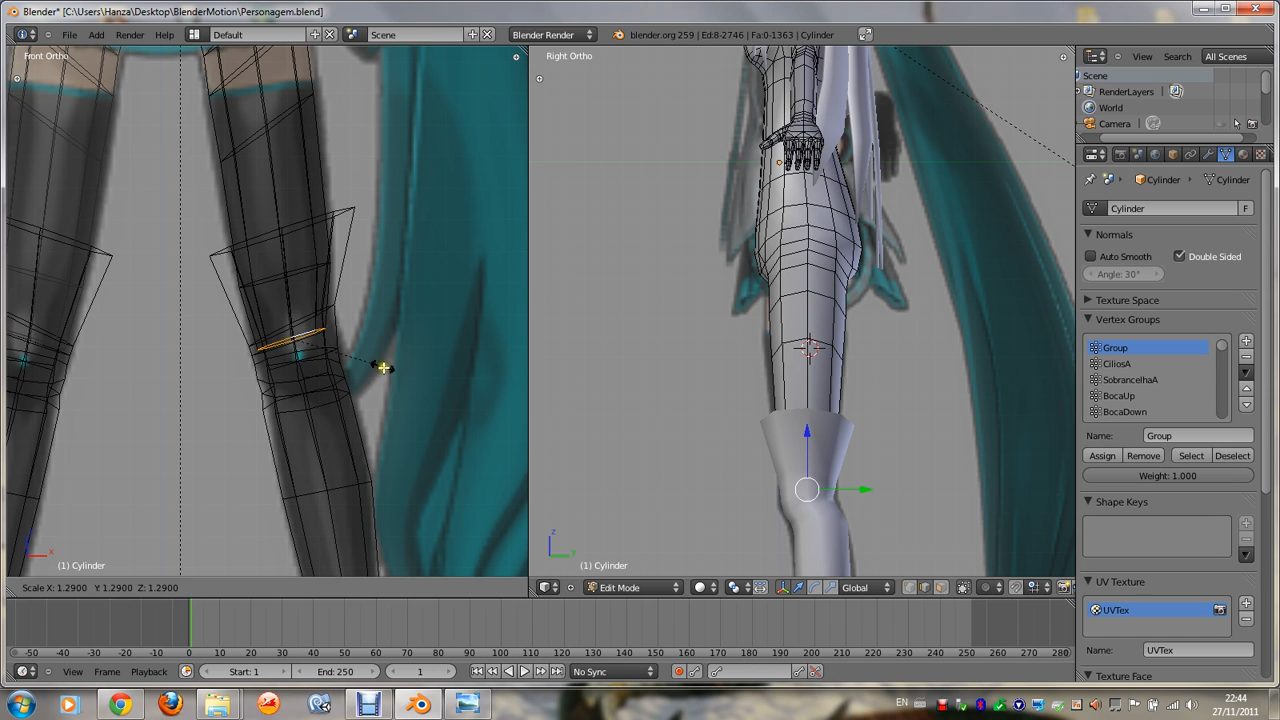 Blender* [C:\Users\Hanza\Desktop\BlenderMotion\Personagem.blend]
File Add Render Help Default Scene Blender Render blender.org 259 | Ed:8-2746 | Fa:0-1363 | Cylinder
View Search All Scenes
Front Ortho
Right Ortho
Scene
RenderLayers
World
Camera
Cylinder Cylinder
Cylinder F
Normals
Auto Smooth Double Sided
Angle: 30°
Texture Space
Vertex Groups
Group
CiliosA
SobrancelhaA
BocaUp
BocaDown
Name: Group
Assign Remove Select Deselect
Weight: 1.000
Shape Keys
UV Texture
UVTex
Name: UVTex
Texture Face
x
z
y
(1) Cylinder
(1) Cylinder
Scale X: 1.2900 Y: 1.2900 Z: 1.2900
Edit Mode Global
-50 -40 -30 -20 -10 0 10 20 30 40 50 60 70 80 90 100 110 120 130 140 150 160 170 180 190 200 210 220 230 240 250 260 270 280
View Frame Playback Start: 1 End: 250 1 No Sync
EN
22:44
27/11/2011